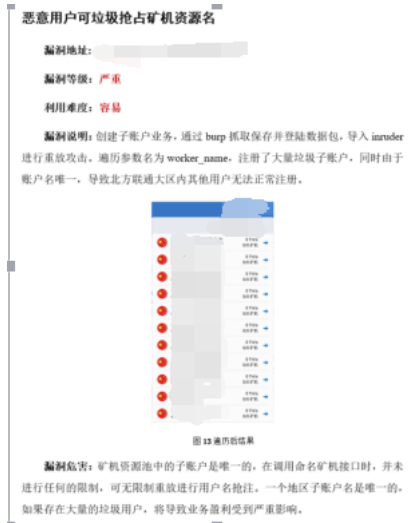 恶意用户可垃圾抢占矿机资源名
漏洞地址:
漏洞等级: 严重
利用难度: 容易
漏洞说明: 创建子账户业务，通过 burp 抓取保存并登陆数据包，导入 inruder
进行重放攻击。遍历参数名为 worker_name，注册了大量垃圾子账户，同时由于
账户名唯一，导致北方联通大区内其他用户无法正常注册。
图 13 遍历后结果
漏洞危害: 矿机资源池中的子账户是唯一的，在调用命名矿机接口时，并未
进行任何的限制，可无限制重放进行用户名抢注。一个地区子账户名是唯一的，
如果存在大量的垃圾用户，将导致业务盈利受到严重影响。